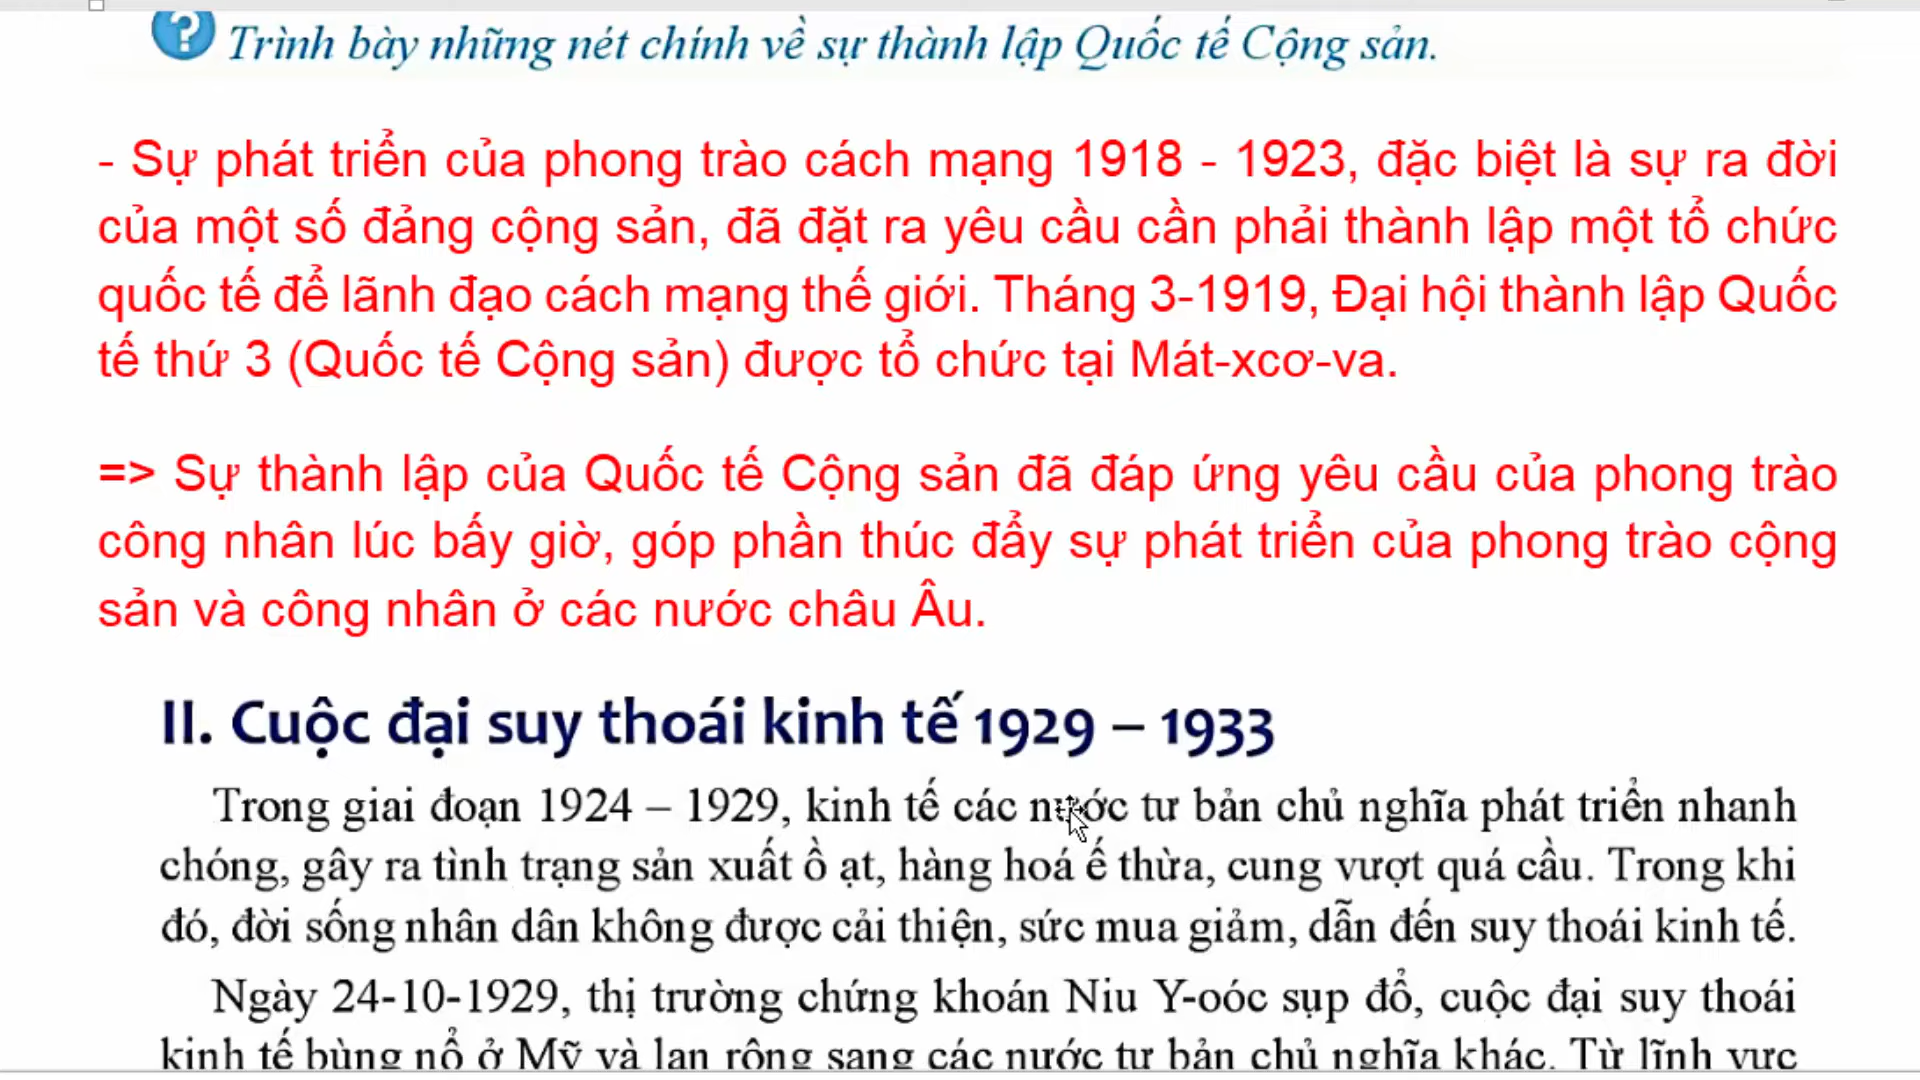 ?
Trình bày những nét chính về sự thành lập Quốc tế Cộng sản.
- Sự phát triển của phong trào cách mạng 1918 - 1923, đặc biệt là sự ra đời
của một số đảng cộng sản, đã đặt ra yêu cầu cần phải thành lập một tổ chức
quốc tế để lãnh đạo cách mạng thế giới. Tháng 3-1919, Đại hội thành lập Quốc
tế thứ 3 (Quốc tế Cộng sản) được tổ chức tại Mát-xcơ-va.
=> Sự thành lập của Quốc tế Cộng sản đã đáp ứng yêu cầu của phong trào
công nhân lúc bấy giờ, góp phần thúc đẩy sự phát triển của phong trào cộng
sản và công nhân ở các nước châu Âu.
II. Cuộc đại suy thoái kinh tế 1929 – 1933
Trong giai đoạn 1924 – 1929, kinh tế các nước tư bản chủ nghĩa phát triển nhanh
chóng, gây ra tình trạng sản xuất ồ ạt, hàng hoá ế thừa, cung vượt quá cầu. Trong khi
đó, đời sống nhân dân không được cải thiện, sức mua giảm, dẫn đến suy thoái kinh tế.
Ngày 24-10-1929, thị trường chứng khoán Niu Y-oóc sụp đổ, cuộc đại suy thoái
kinh tế bùng nổ ở Mỹ và lan rộng sang các nước tư bản chủ nghĩa khác. Từ lĩnh vực